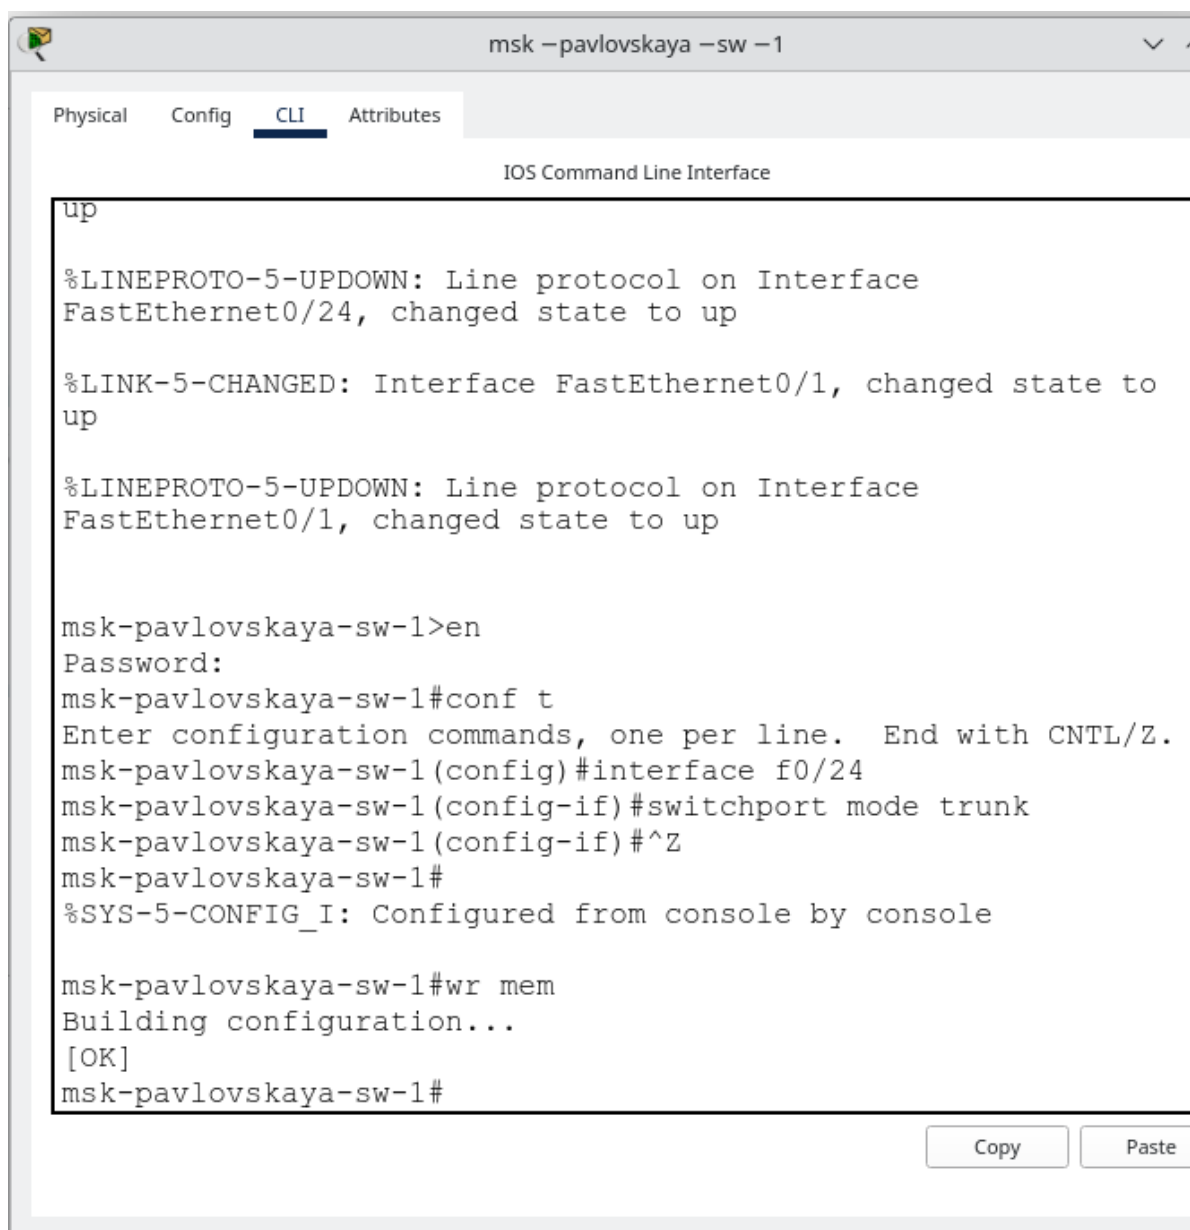 msk −pavlovskaya −sw −1
Physical Config CLI Attributes
IOS Command Line Interface
up
%LINEPROTO-5-UPDOWN: Line protocol on Interface
FastEthernet0/24, changed state to up
%LINK-5-CHANGED: Interface FastEthernet0/1, changed state to
up
%LINEPROTO-5-UPDOWN: Line protocol on Interface
FastEthernet0/1, changed state to up
msk-pavlovskaya-sw-1>en
Password:
msk-pavlovskaya-sw-1#conf t
Enter configuration commands, one per line.  End with CNTL/Z.
msk-pavlovskaya-sw-1(config)#interface f0/24
msk-pavlovskaya-sw-1(config-if)#switchport mode trunk
msk-pavlovskaya-sw-1(config-if)#^Z
msk-pavlovskaya-sw-1#
%SYS-5-CONFIG_I: Configured from console by console
msk-pavlovskaya-sw-1#wr mem
Building configuration...
[OK]
msk-pavlovskaya-sw-1#
Copy Paste